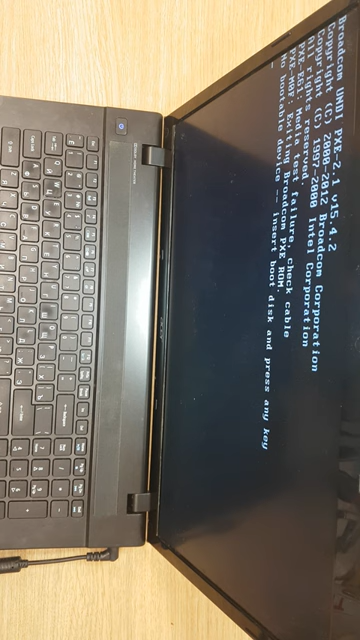 Broadcom UNDI PXE-2.1 v15.4.2
Copyright (C) 2000-2012 Broadcom Corporation
Copyright (C) 1997-2000 Intel Corporation
All rights reserved.
PXE-E61: Media test failure, check cable
PXE-M0F: Exiting Broadcom PXE ROM.
No bootable device -- insert boot disk and press any key
acer